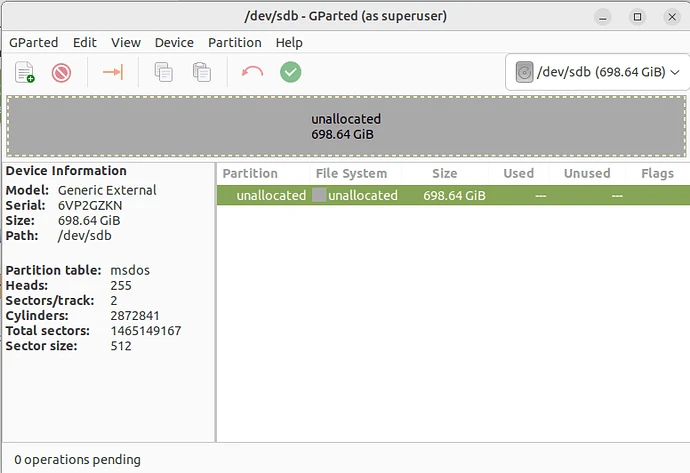 /dev/sdb - GParted (as superuser)
GParted Edit View Device Partition Help
/dev/sdb (698.64 GiB)
unallocated
698.64 GiB
Device Information
Model: Generic External
Serial: 6VP2GZKN
Size: 698.64 GiB
Path: /dev/sdb
Partition table: msdos
Heads: 255
Sectors/track: 2
Cylinders: 2872841
Total sectors: 1465149167
Sector size: 512
Partition File System Size Used Unused Flags
unallocated unallocated 698.64 GiB --- ---
0 operations pending